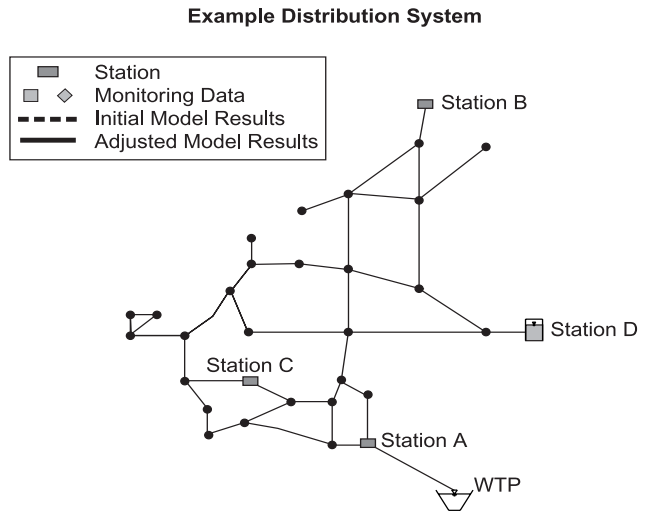 Example Distribution System
Station
Monitoring Data
Initial Model Results
Adjusted Model Results
Station B
Station D
Station C
Station A
WTP